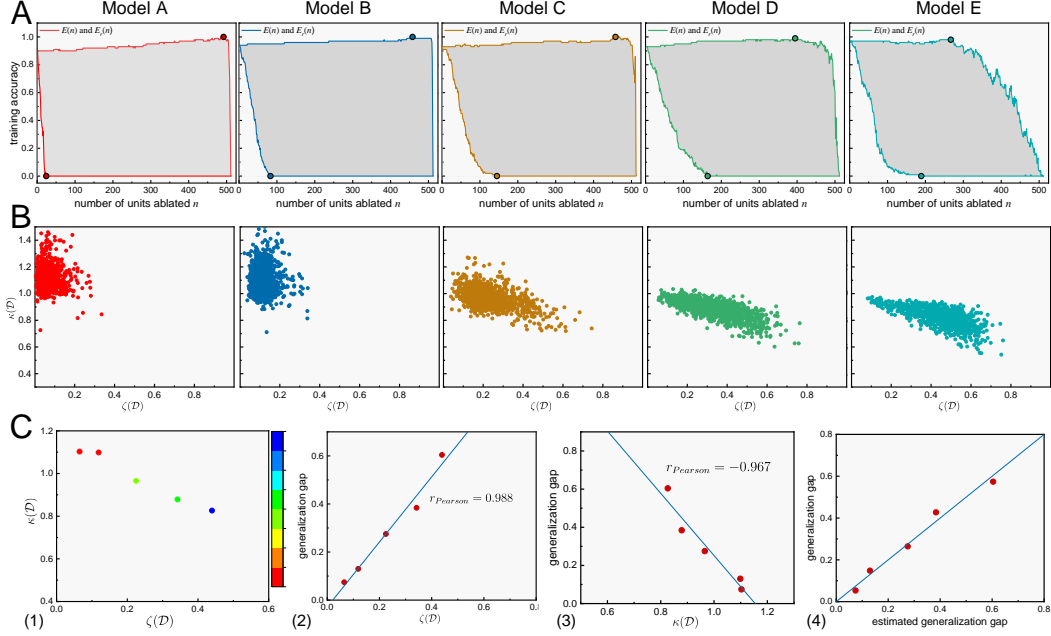 Model A Model B Model C Model D Model E
A
E(n) and E_r(n) E(n) and E_r(n) E(n) and E_r(n) E(n) and E_r(n) E(n) and E_r(n)
training accuracy
1.0
0.8
0.6
0.4
0.2
0.0
0 100 200 300 400 500 0 100 200 300 400 500 0 100 200 300 400 500 0 100 200 300 400 500 0 100 200 300 400 500
number of units ablated n number of units ablated n number of units ablated n number of units ablated n number of units ablated n
B
κ(𝒟)
1.4
1.2
1.0
0.8
0.6
0.4
0 0.2 0.4 0.6 0.8 0 0.2 0.4 0.6 0.8 0 0.2 0.4 0.6 0.8 0 0.2 0.4 0.6 0.8 0 0.2 0.4 0.6 0.8
ζ(𝒟) ζ(𝒟) ζ(𝒟) ζ(𝒟) ζ(𝒟)
C
κ(𝒟)
1.2
1.0
0.8
0.6
0.4
0.0 0.2 0.4 0.6
ζ(𝒟)
(1)
generalization gap
0.8
0.6
0.4
0.2
0.0
r_Pearson = 0.988
0.0 0.2 0.4 0.6 0.8
ζ(𝒟)
(2)
generalization gap
0.8
0.6
0.4
0.2
0.0
r_Pearson = −0.967
0.6 0.8 1.0 1.2
κ(𝒟)
(3)
generalization gap
0.8
0.6
0.4
0.2
0.0
0.0 0.2 0.4 0.6 0.8
estimated generalization gap
(4)